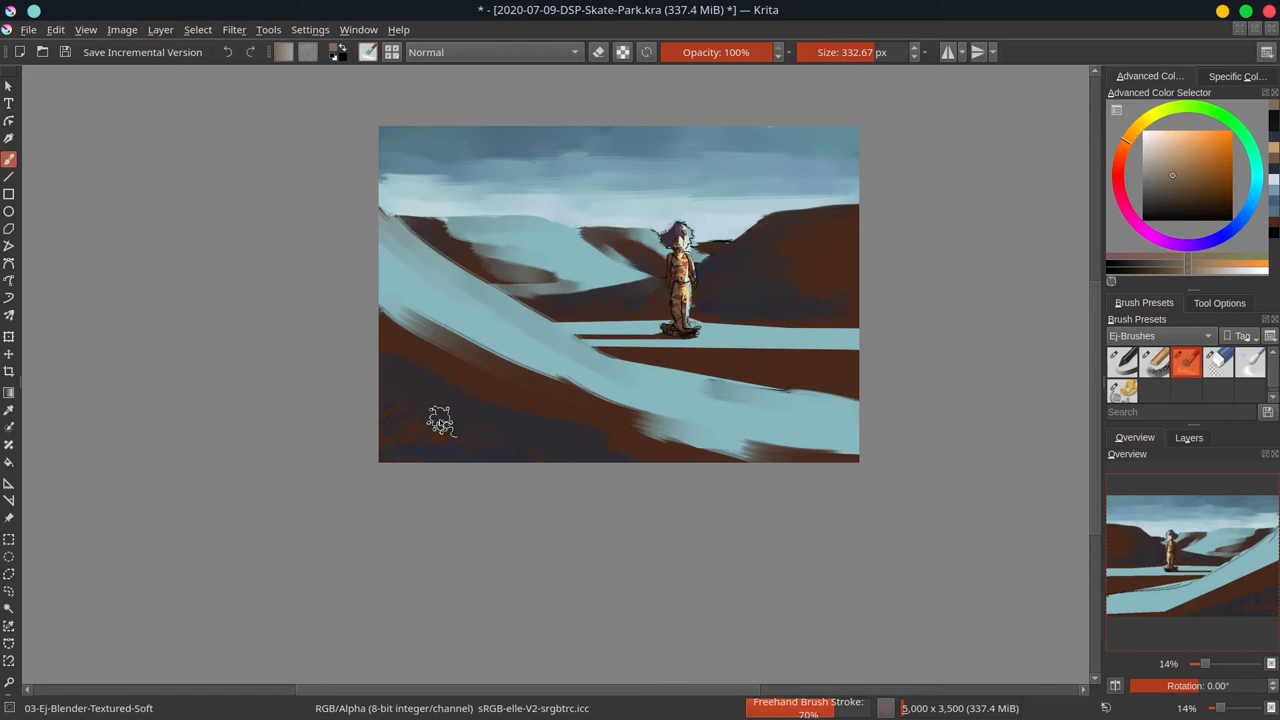 * - [2020-07-09-DSP-Skate-Park.kra (337.4 MiB) *] — Krita
File Edit View Image Layer Select Filter Tools Settings Window Help
Save Incremental Version Normal Opacity: 100% Size: 332.67 px
Advanced Col... Specific Col...
Advanced Color Selector
Brush Presets Tool Options
Brush Presets
Ej-Brushes Tag
Search
Overview Layers
Overview
14%
Rotation: 0.00°
03-Ej-Blender-Textured-Soft RGB/Alpha (8-bit integer/channel) sRGB-elle-V2-srgbtrc.icc Freehand Brush Stroke: 70% 5,000 x 3,500 (337.4 MiB) 14%